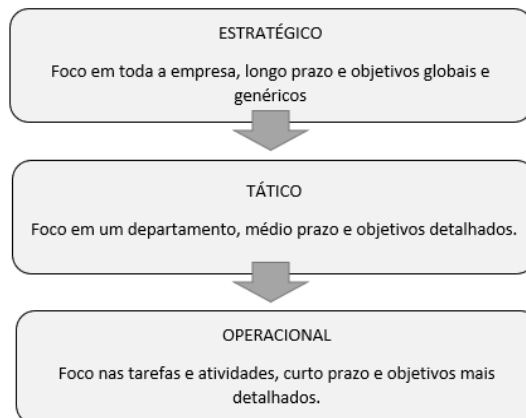 ESTRATÉGICO
Foco em toda a empresa, longo prazo e objetivos globais e
genéricos
TÁTICO
Foco em um departamento, médio prazo e objetivos detalhados.
OPERACIONAL
Foco nas tarefas e atividades, curto prazo e objetivos mais
detalhados.